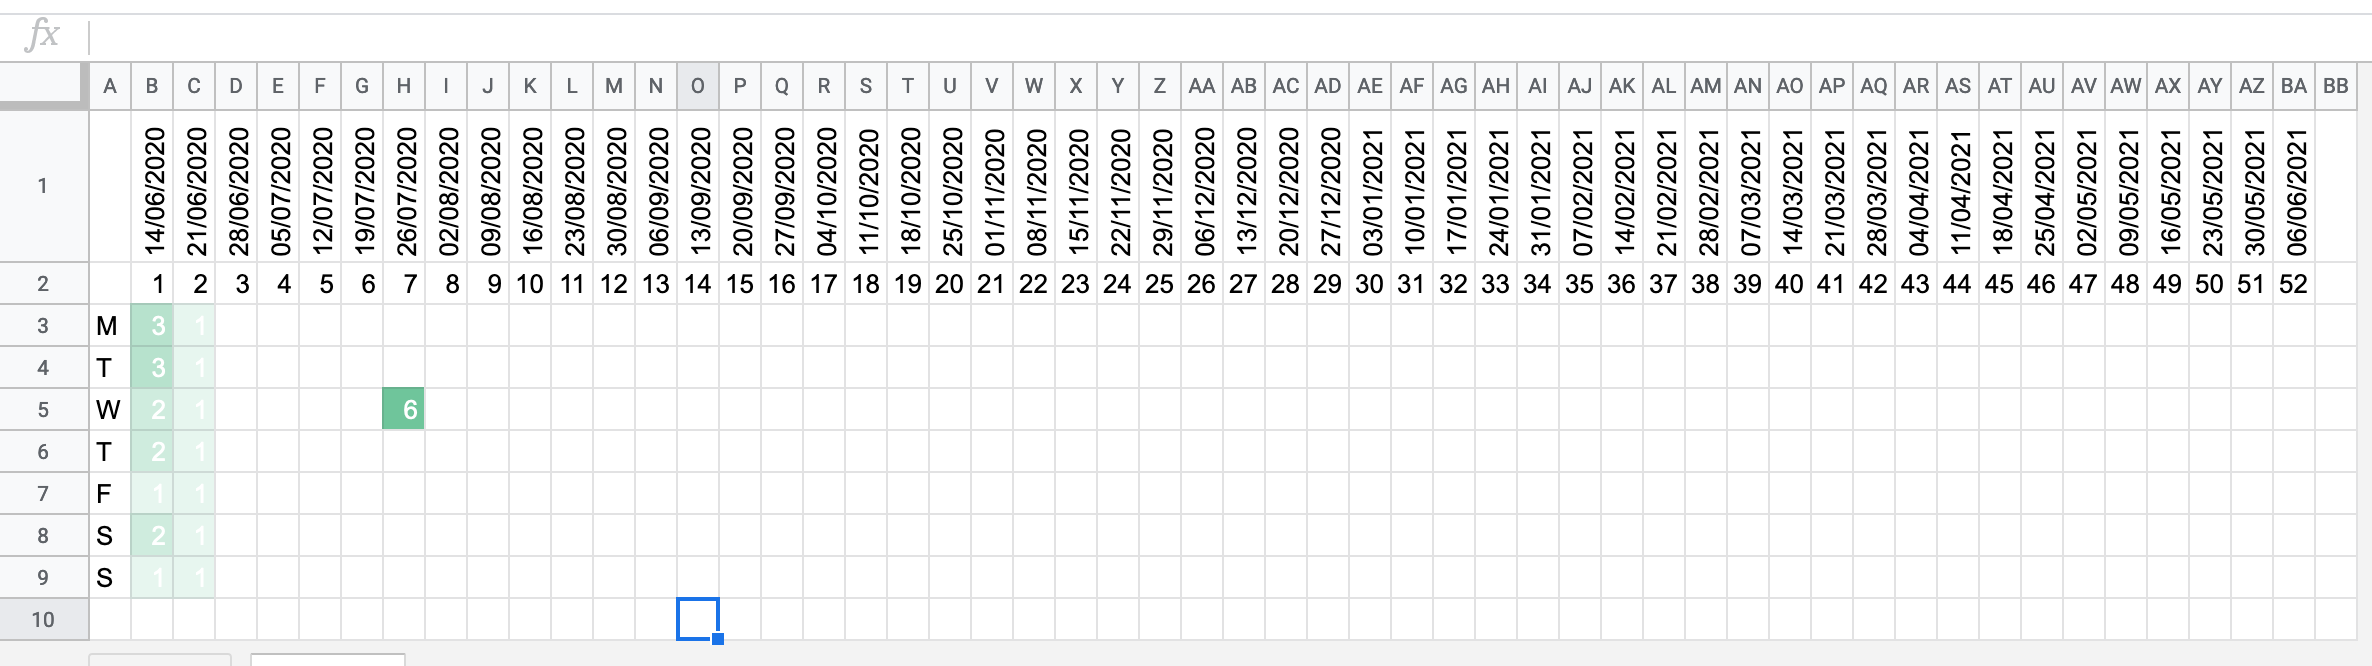 fx
A B C D E F G H I J K L M N O P Q R S T U V W X Y Z AA AB AC AD AE AF AG AH AI AJ AK AL AM AN AO AP AQ AR AS AT AU AV AW AX AY AZ BA BB
1 14/06/2020 21/06/2020 28/06/2020 05/07/2020 12/07/2020 19/07/2020 26/07/2020 02/08/2020 09/08/2020 16/08/2020 23/08/2020 30/08/2020 06/09/2020 13/09/2020 20/09/2020 27/09/2020 04/10/2020 11/10/2020 18/10/2020 25/10/2020 01/11/2020 08/11/2020 15/11/2020 22/11/2020 29/11/2020 06/12/2020 13/12/2020 20/12/2020 27/12/2020 03/01/2021 10/01/2021 17/01/2021 24/01/2021 31/01/2021 07/02/2021 14/02/2021 21/02/2021 28/02/2021 07/03/2021 14/03/2021 21/03/2021 28/03/2021 04/04/2021 11/04/2021 18/04/2021 25/04/2021 02/05/2021 09/05/2021 16/05/2021 23/05/2021 30/05/2021 06/06/2021
2 1 2 3 4 5 6 7 8 9 10 11 12 13 14 15 16 17 18 19 20 21 22 23 24 25 26 27 28 29 30 31 32 33 34 35 36 37 38 39 40 41 42 43 44 45 46 47 48 49 50 51 52
3 M 3 1
4 T 3 1
5 W 2 1 6
6 T 2 1
7 F 1 1
8 S 2 1
9 S 1 1
10